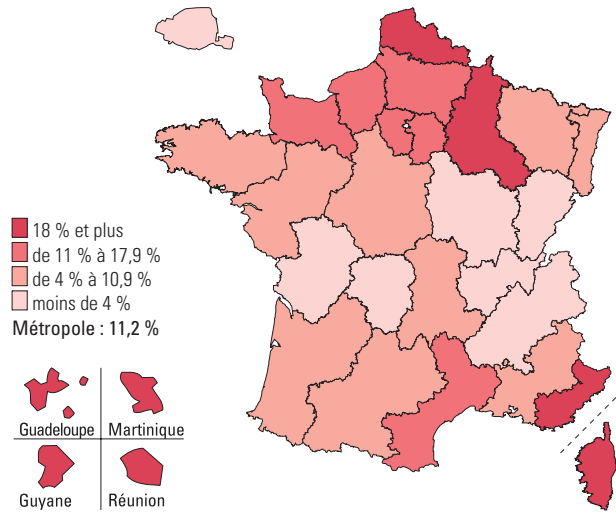 18 % et plus
de 11 % à 17,9 %
de 4 % à 10,9 %
moins de 4 %
Métropole : 11,2 %
Guadeloupe
Martinique
Guyane
Réunion